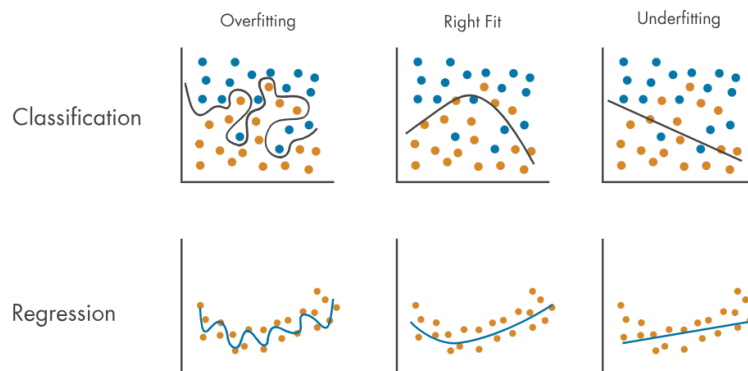 Overfitting
Right Fit
Underfitting
Classification
Regression